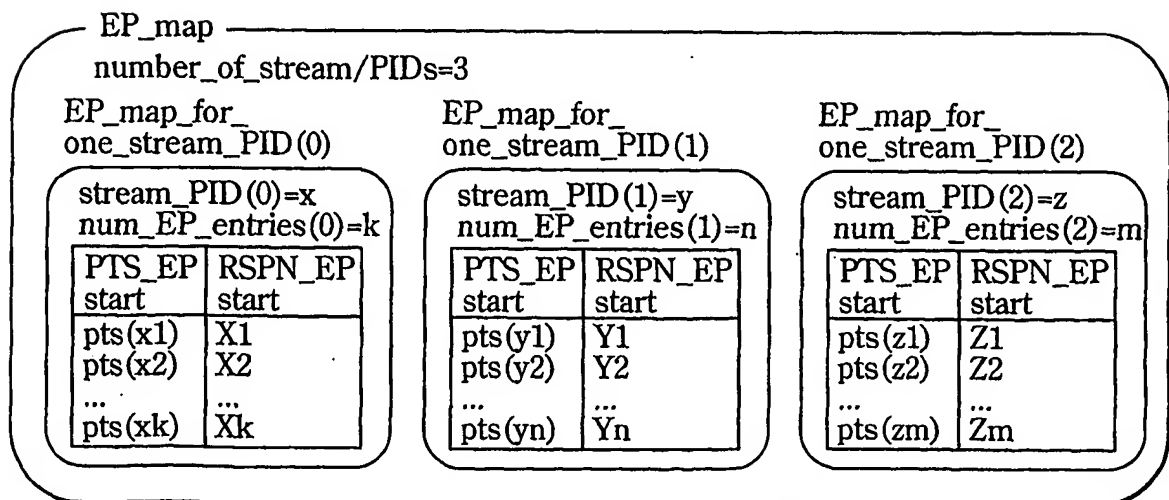 EP_map
number_of_stream/PIDs=3
EP_map_for_
one_stream_PID(0)
stream_PID(0)=x
num_EP_entries(0)=k
PTS_EP RSPN_EP
start start
pts(x1) X1
pts(x2) X2
... ...
pts(xk) Xk
EP_map_for_
one_stream_PID(1)
stream_PID(1)=y
num_EP_entries(1)=n
PTS_EP RSPN_EP
start start
pts(y1) Y1
pts(y2) Y2
... ...
pts(yn) Yn
EP_map_for_
one_stream_PID(2)
stream_PID(2)=z
num_EP_entries(2)=m
PTS_EP RSPN_EP
start start
pts(z1) Z1
pts(z2) Z2
... ...
pts(zm) Zm